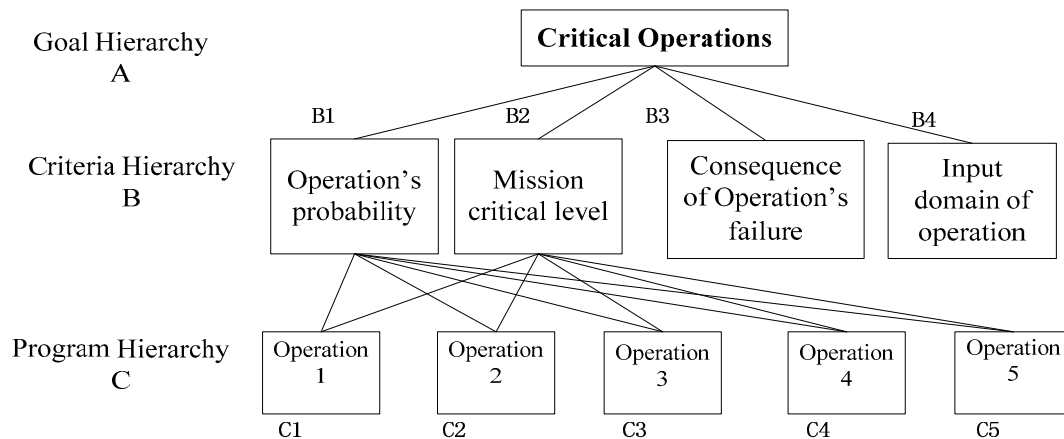 Goal Hierarchy
A
Critical Operations
B1
B2
B3
B4
Criteria Hierarchy
B
Operation's
probability
Mission
critical level
Consequence
of Operation's
failure
Input
domain of
operation
Program Hierarchy
C
Operation
1
Operation
2
Operation
3
Operation
4
Operation
5
C1
C2
C3
C4
C5